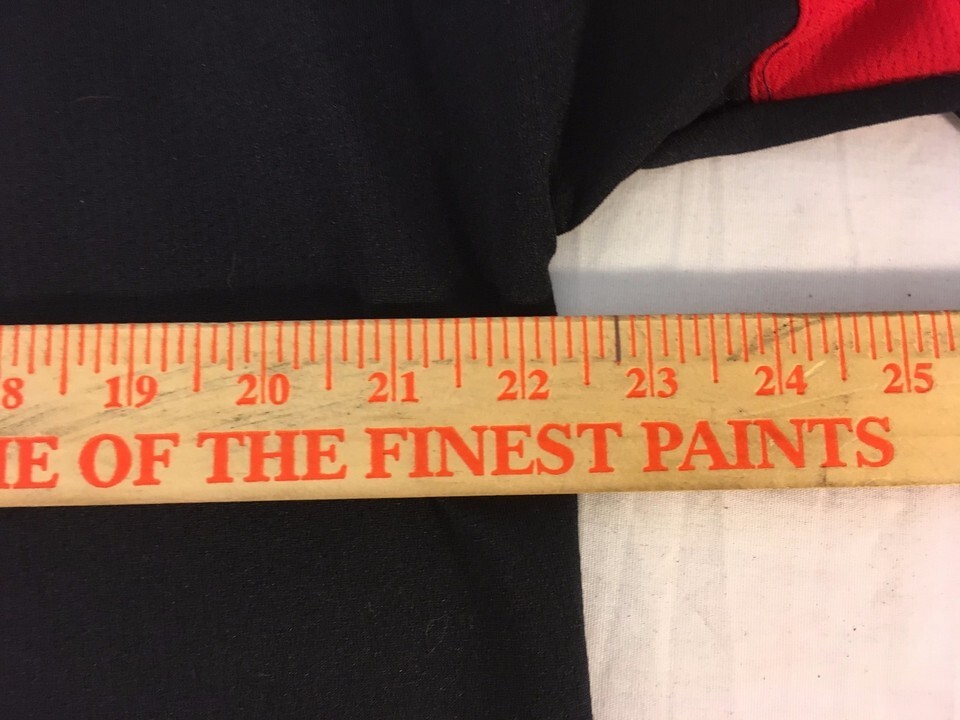 8 19 20 21 22 23 24 25
E OF THE FINEST PAINTS